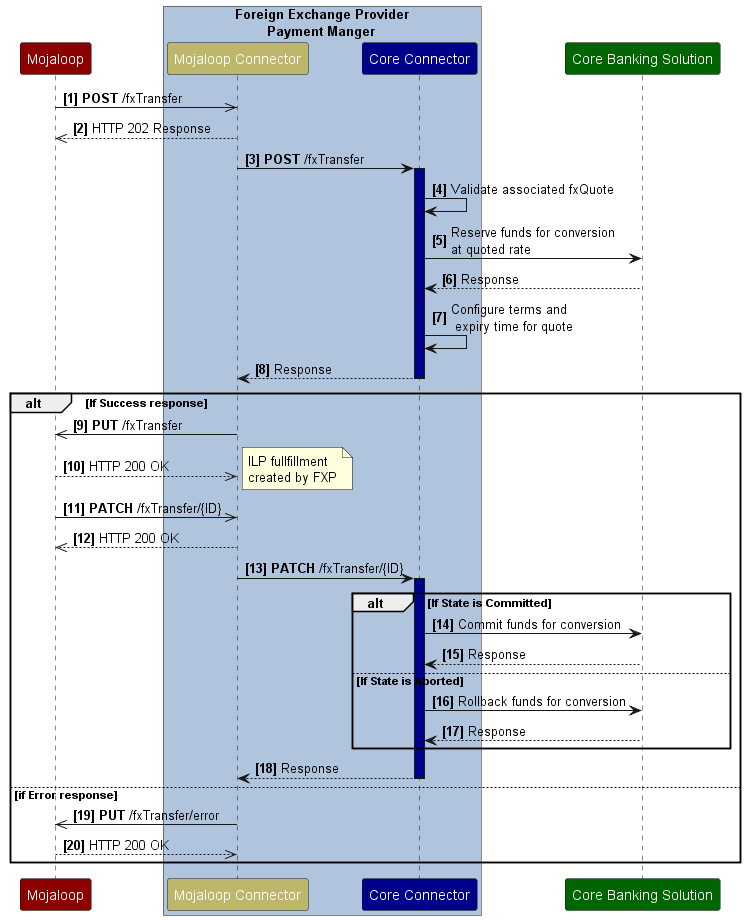 Foreign Exchange Provider
Payment Manger
Mojaloop
Mojaloop Connector
Core Connector
Core Banking Solution
[1] POST /fxTransfer
[2] HTTP 202 Response
[3] POST /fxTransfer
[4] Validate associated fxQuote
[5] Reserve funds for conversion
at quoted rate
[6] Response
[7] Configure terms and
expiry time for quote
[8] Response
alt [If Success response]
[9] PUT /fxTransfer
[10] HTTP 200 OK
ILP fullfillment
created by FXP
[11] PATCH /fxTransfer/{ID}
[12] HTTP 200 OK
[13] PATCH /fxTransfer/{ID}
alt [If State is Committed]
[14] Commit funds for conversion
[15] Response
[If State is Aborted]
[16] Rollback funds for conversion
[17] Response
[18] Response
[if Error response]
[19] PUT /fxTransfer/error
[20] HTTP 200 OK
Mojaloop
Mojaloop Connector
Core Connector
Core Banking Solution